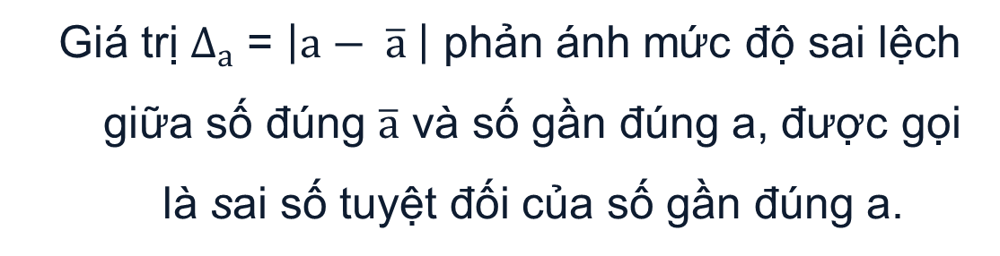 Giá trị Δₐ = |a − a̅ | phản ánh mức độ sai lệch
giữa số đúng a̅ và số gần đúng a, được gọi
là sai số tuyệt đối của số gần đúng a.